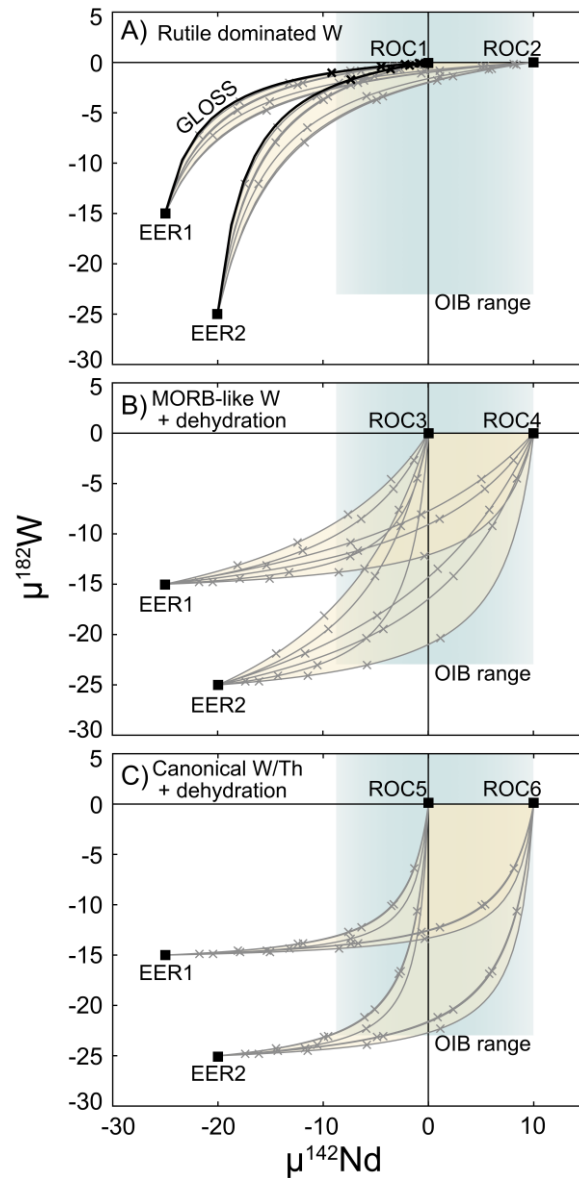 A) Rutile dominated W
ROC1
ROC2
GLOSS
EER1
EER2
OIB range
5
0
-5
-10
-15
-20
-25
-30
B) MORB-like W
+ dehydration
ROC3
ROC4
EER1
EER2
OIB range
5
0
-5
-10
-15
-20
-25
-30
C) Canonical W/Th
+ dehydration
ROC5
ROC6
EER1
EER2
OIB range
5
0
-5
-10
-15
-20
-25
-30
-30
-20
-10
0
10
μ¹⁸²W
μ¹⁴²Nd